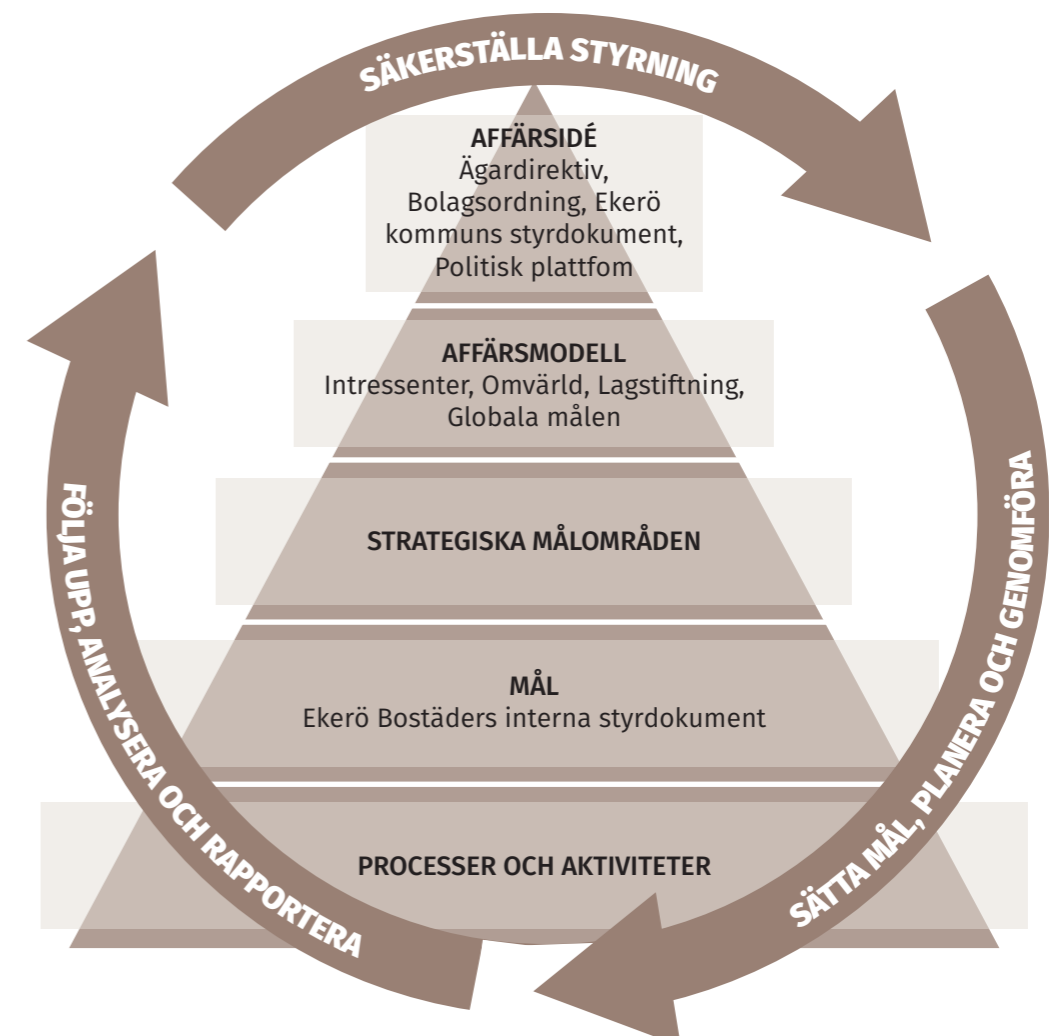 SÄKERSTÄLLA STYRNING
AFFÄRSIDÉ
Ägardirektiv,
Bolagsordning, Ekerö
kommuns styrdokument,
Politisk plattfom
AFFÄRSMODELL
Intressenter, Omvärld, Lagstiftning,
Globala målen
STRATEGISKA MÅLOMRÅDEN
MÅL
Ekerö Bostäders interna styrdokument
PROCESSER OCH AKTIVITETER
SÄTTA MÅL, PLANERA OCH GENOMFÖRA
FÖLJA UPP, ANALYSERA OCH RAPPORTERA